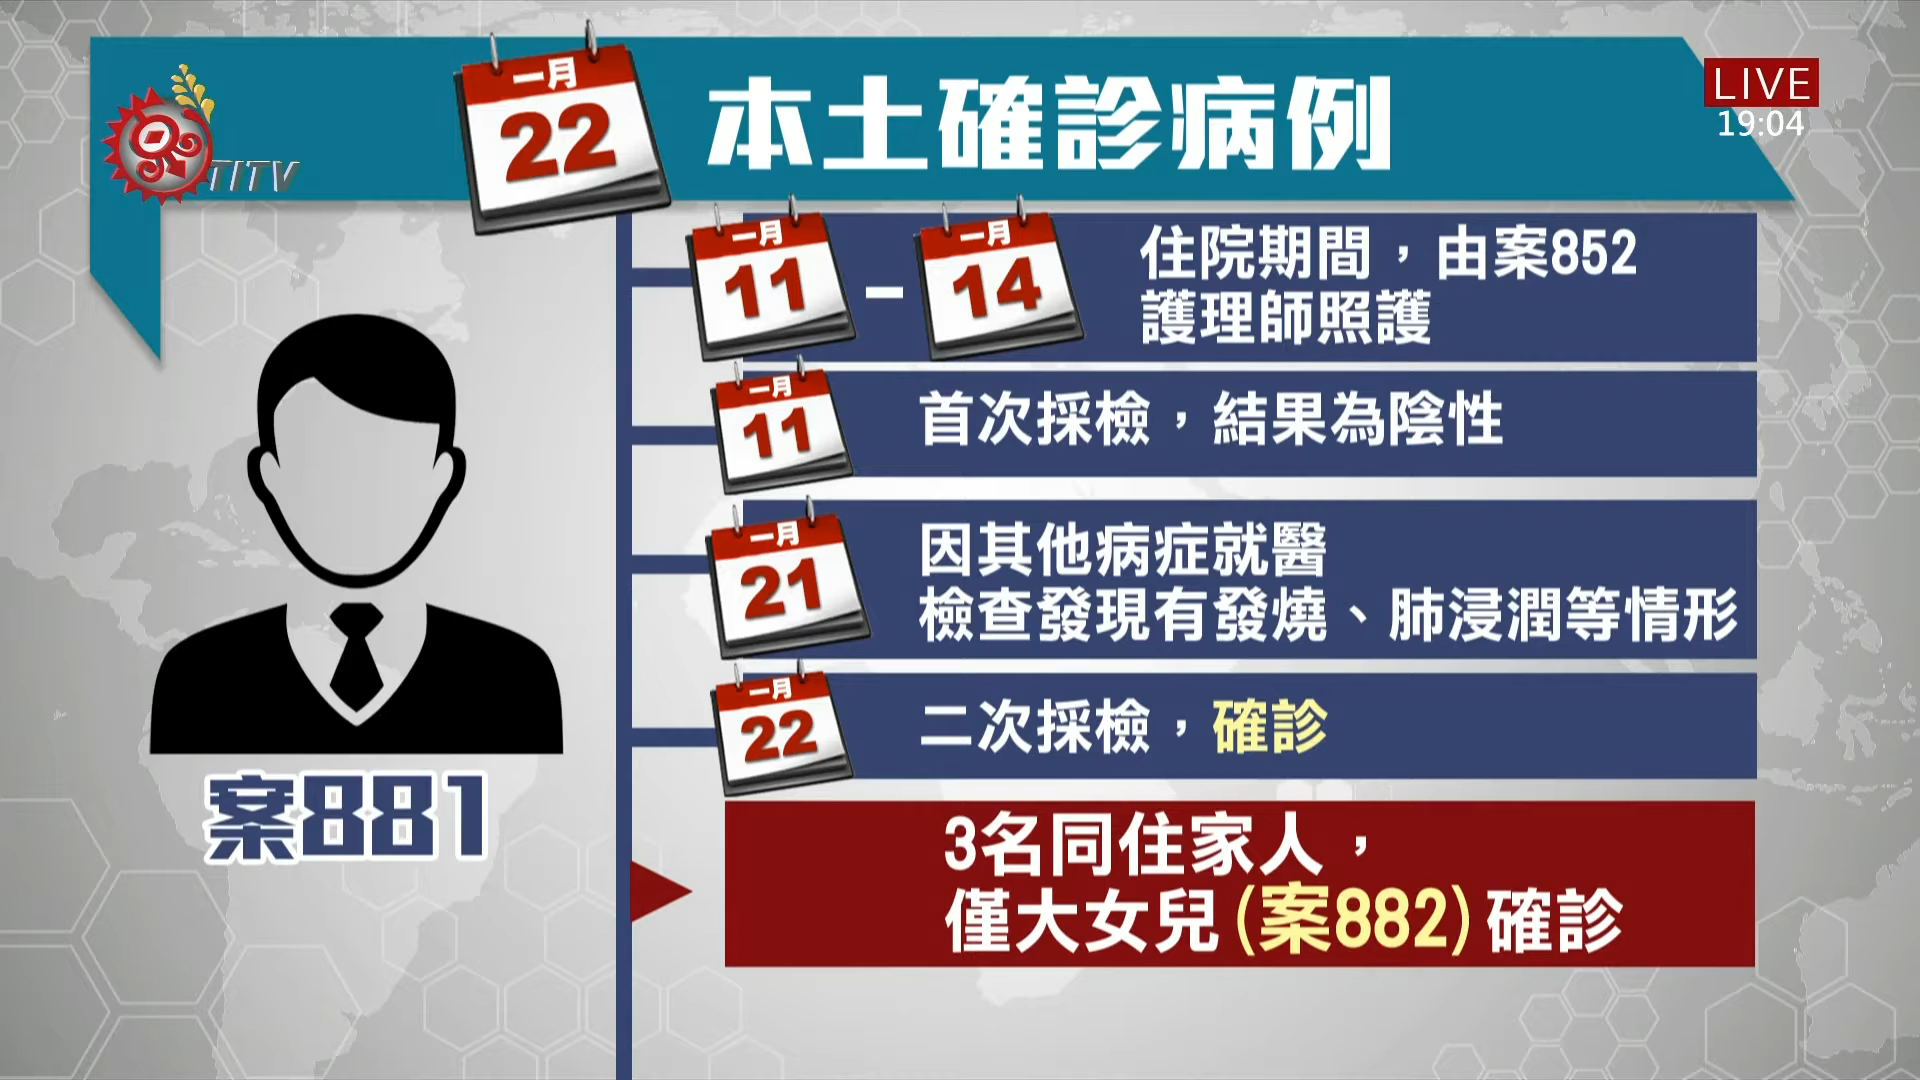 一月
22
本土確診病例
LIVE
19:04
TITV
一月
11
–
一月
14
住院期間，由案852
護理師照護
一月
11
首次採檢，結果為陰性
一月
21
因其他病症就醫
檢查發現有發燒、肺浸潤等情形
一月
22
二次採檢，確診
案881
3名同住家人，
僅大女兒(案882)確診